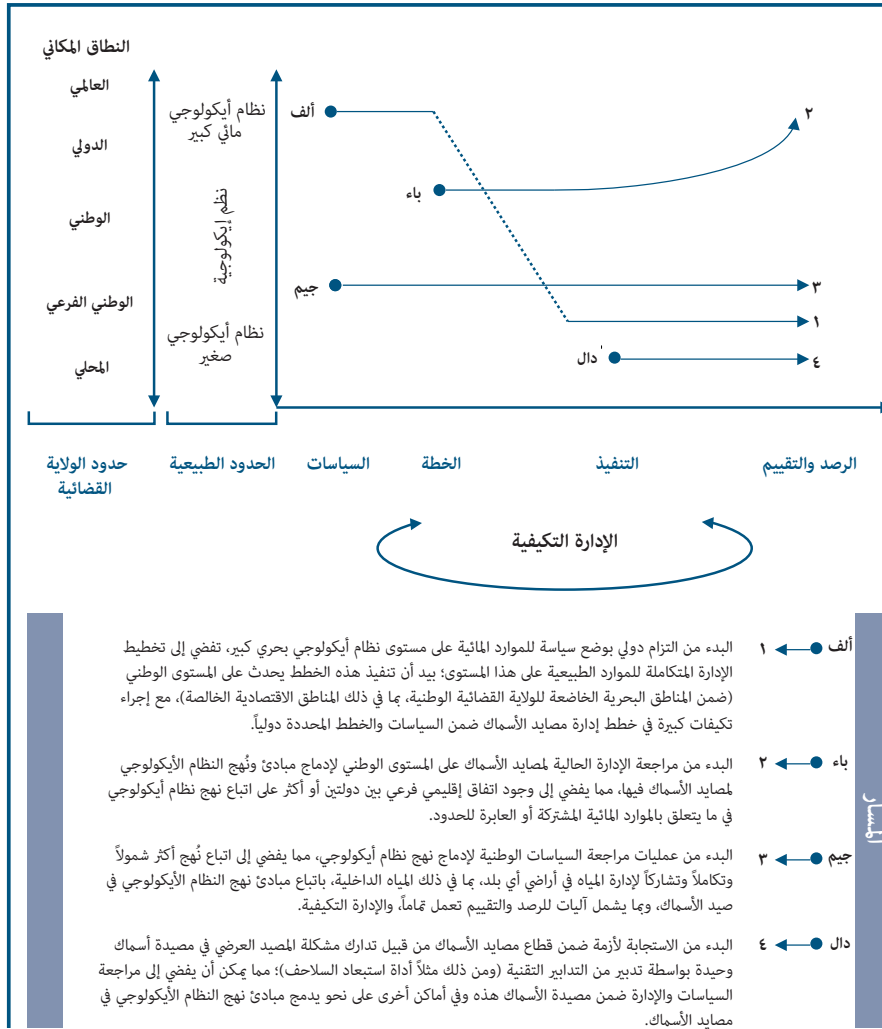 النطاق المكاني
العالمي
الدولي
الوطني
الوطني الفرعي
المحلي
نظام أيكولوجي
مائي كبير
نظم إيكولوجية
نظام أيكولوجي
صغير
ألف
٢
باء
جيم
٣
١
دال
٤
حدود الولاية
القضائية
الحدود الطبيعية
السياسات
الخطة
التنفيذ
الرصد والتقييم
الإدارة التكيفية
المسار
ألف ١ البدء من التزام دولي بوضع سياسة للموارد المائية على مستوى نظام أيكولوجي بحري كبير، تفضي إلى تخطيط
الإدارة المتكاملة للموارد الطبيعية على هذا المستوى؛ بيد أن تنفيذ هذه الخطط يحدث على المستوى الوطني
(ضمن المناطق البحرية الخاضعة للولاية القضائية الوطنية، بما في ذلك المناطق الاقتصادية الخالصة)، مع إجراء
تكيفات كبيرة في خطط إدارة مصايد الأسماك ضمن السياسات والخطط المحددة دولياً.
باء ٢ البدء من مراجعة الإدارة الحالية لمصايد الأسماك على المستوى الوطني لإدماج مبادئ ونُهج النظام الأيكولوجي
لمصايد الأسماك فيها، مما يفضي إلى وجود اتفاق إقليمي فرعي بين دولتين أو أكثر على اتباع نهج نظام أيكولوجي
في ما يتعلق بالموارد المائية المشتركة أو العابرة للحدود.
جيم ٣ البدء من عمليات مراجعة السياسات الوطنية لإدماج نهج نظام أيكولوجي، مما يفضي إلى اتباع نُهج أكثر شمولاً
وتكاملاً وتشاركاً لإدارة المياه في أراضي أي بلد، بما في ذلك المياه الداخلية، باتباع مبادئ نهج النظام الأيكولوجي في
صيد الأسماك، وبما يشمل آليات للرصد والتقييم تعمل تماماً، والإدارة التكيفية.
دال ٤ البدء من الاستجابة لأزمة ضمن قطاع مصايد الأسماك من قبيل تدارك مشكلة المصيد العرضي في مصيدة أسماك
وحيدة بواسطة تدبير من التدابير التقنية (ومن ذلك مثلاً أداة استبعاد السلاحف)؛ مما يمكن أن يفضي إلى مراجعة
السياسات والإدارة ضمن مصيدة الأسماك هذه وفي أماكن أخرى على نحو يدمج مبادئ نهج النظام الأيكولوجي في
مصايد الأسماك.